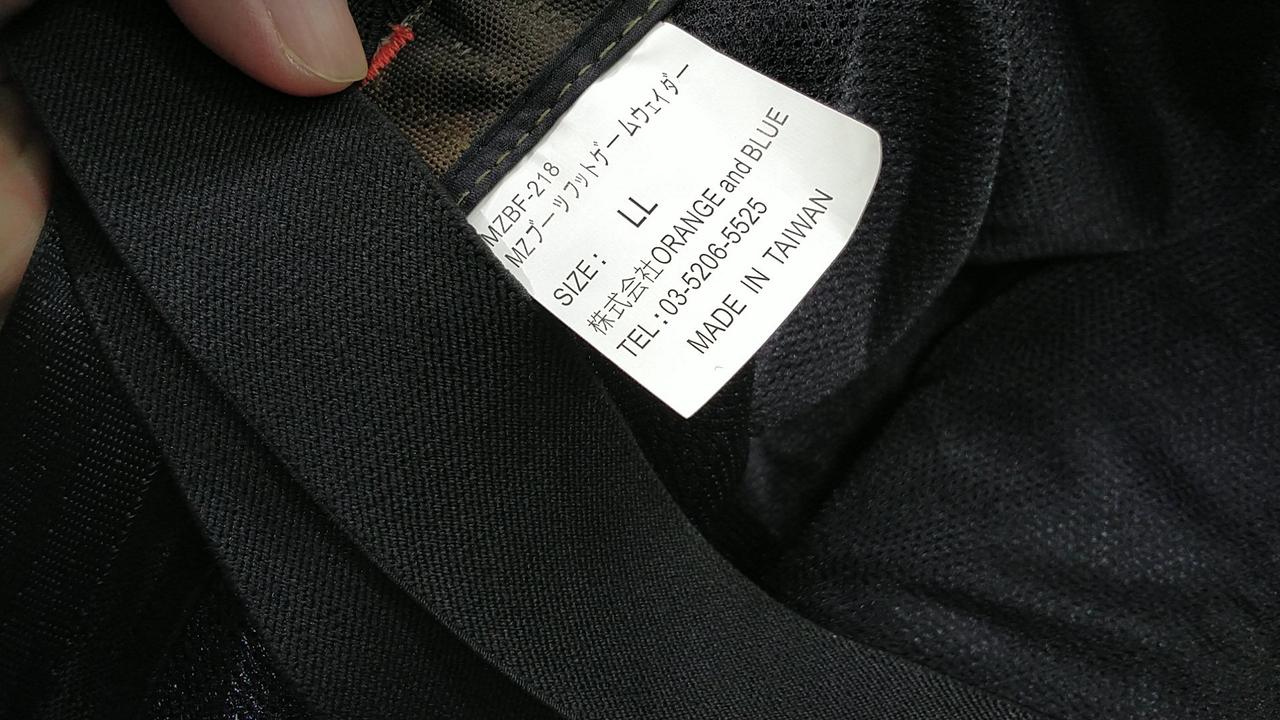 MZBF-218
MZブーツフットゲームウェイダー
SIZE: LL
株式会社ORANGE and BLUE
TEL:03-5206-5525
MADE IN TAIWAN